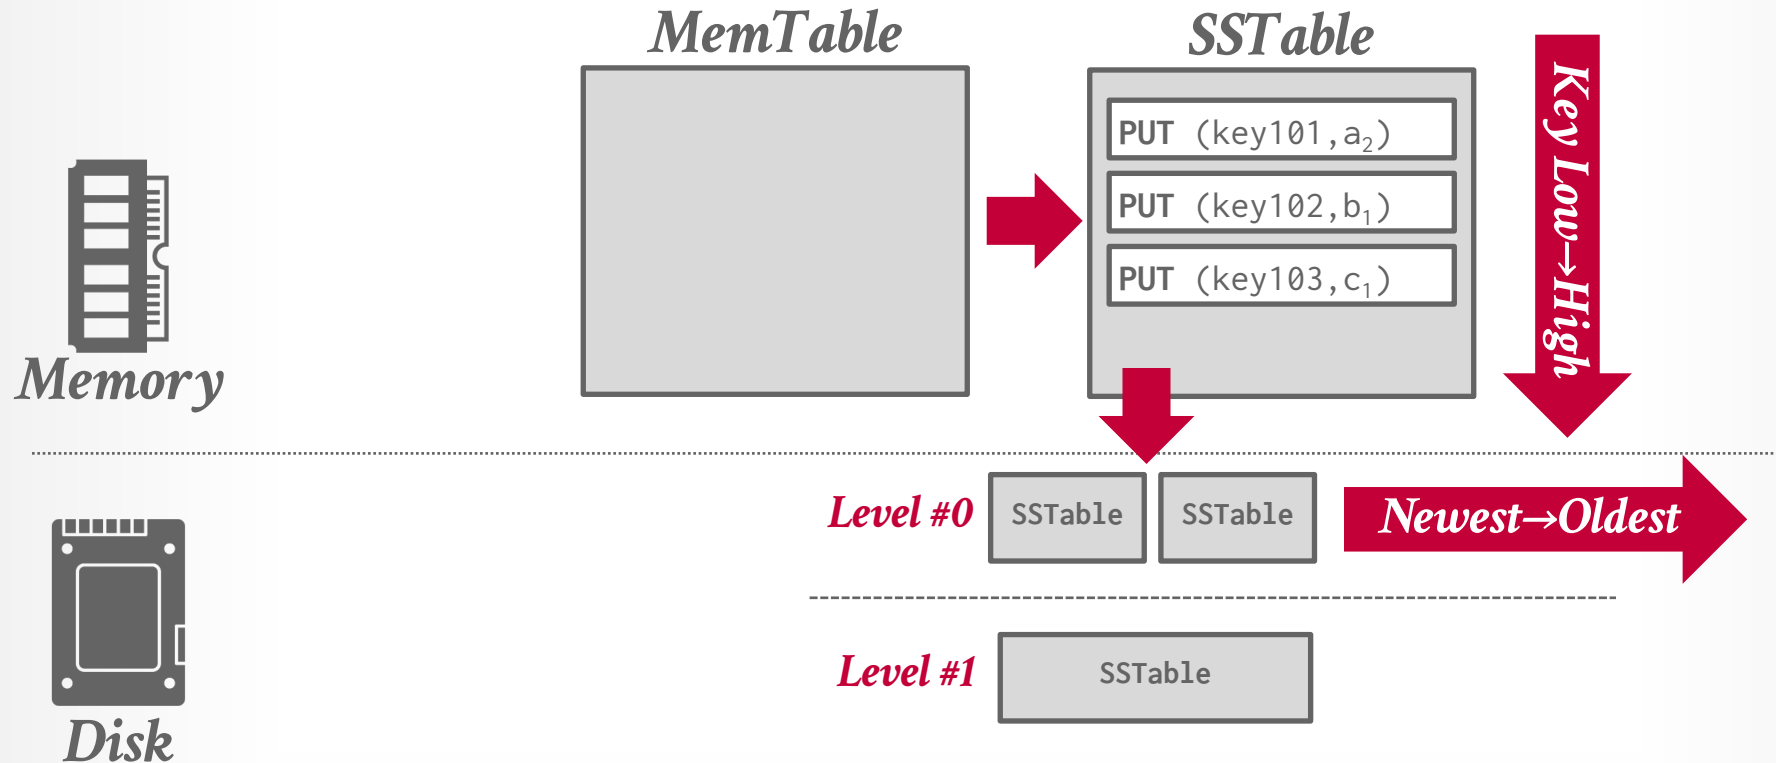 MemTable
SSTable
PUT (key101,a₂)
PUT (key102,b₁)
PUT (key103,c₁)
Key Low→High
Memory
Level #0
SSTable
SSTable
Newest→Oldest
Level #1
SSTable
Disk